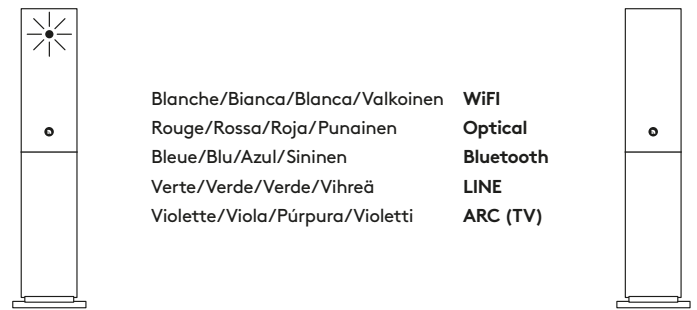 Blanche/Bianca/Blanca/Valkoinen WiFI
Rouge/Rossa/Roja/Punainen Optical
Bleue/Blu/Azul/Sininen Bluetooth
Verte/Verde/Verde/Vihreä LINE
Violette/Viola/Púrpura/Violetti ARC (TV)